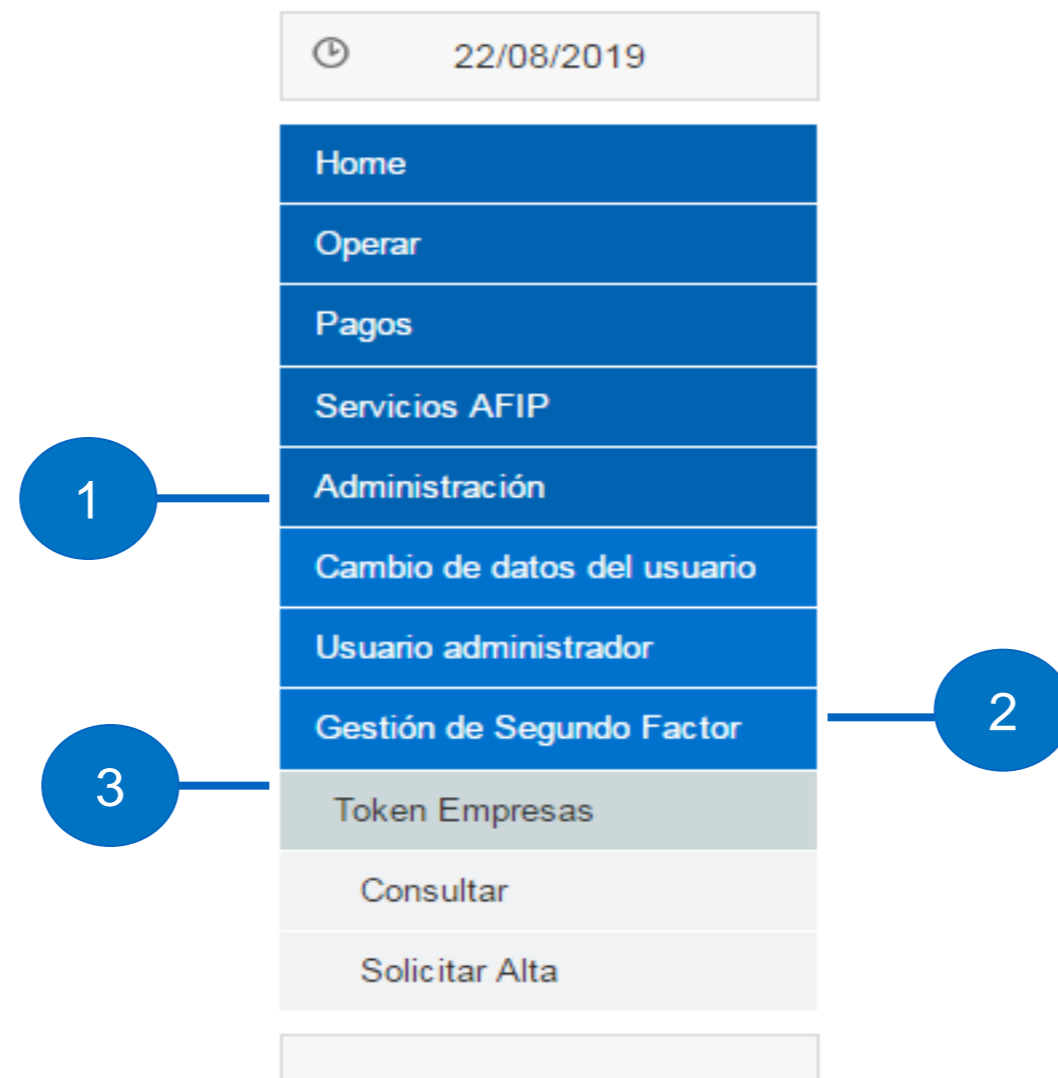 22/08/2019
Home
Operar
Pagos
Servicios AFIP
1
Administración
Cambio de datos del usuario
Usuario administrador
Gestión de Segundo Factor
2
3
Token Empresas
Consultar
Solicitar Alta